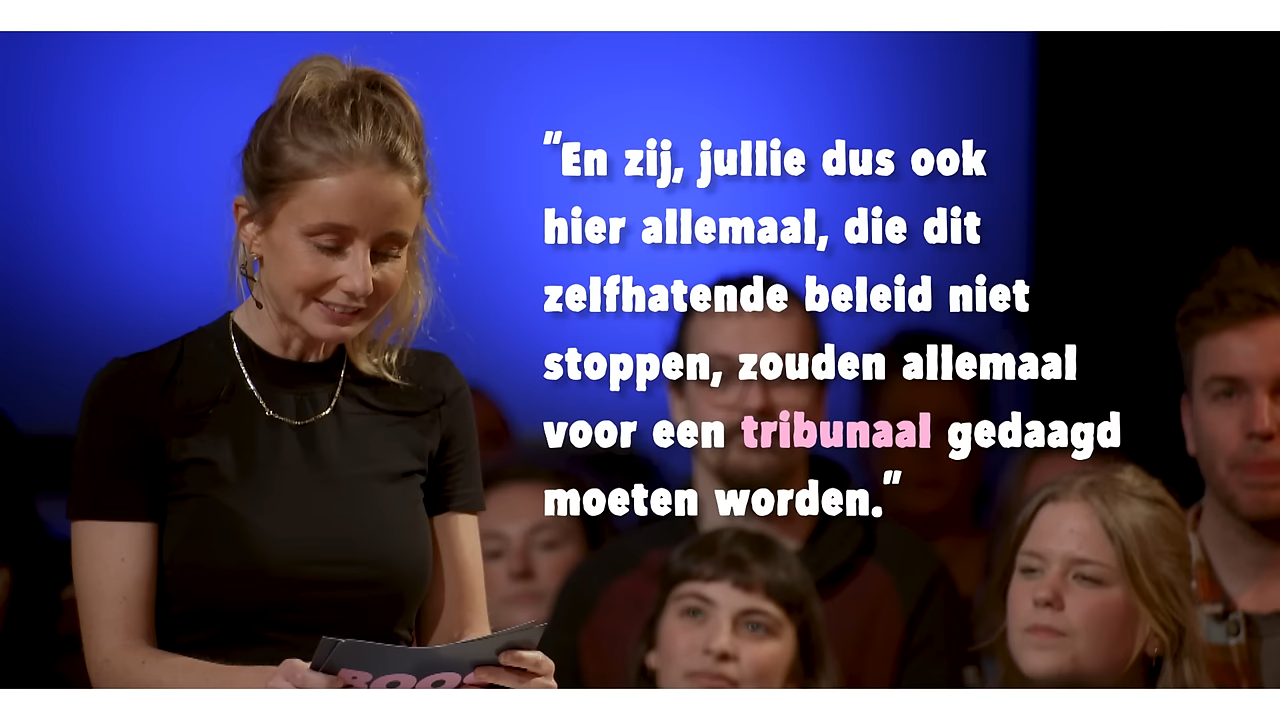 "En zij, jullie dus ook
hier allemaal, die dit
zelfhatende beleid niet
stoppen, zouden allemaal
voor een tribunaal gedaagd
moeten worden."
BOOS